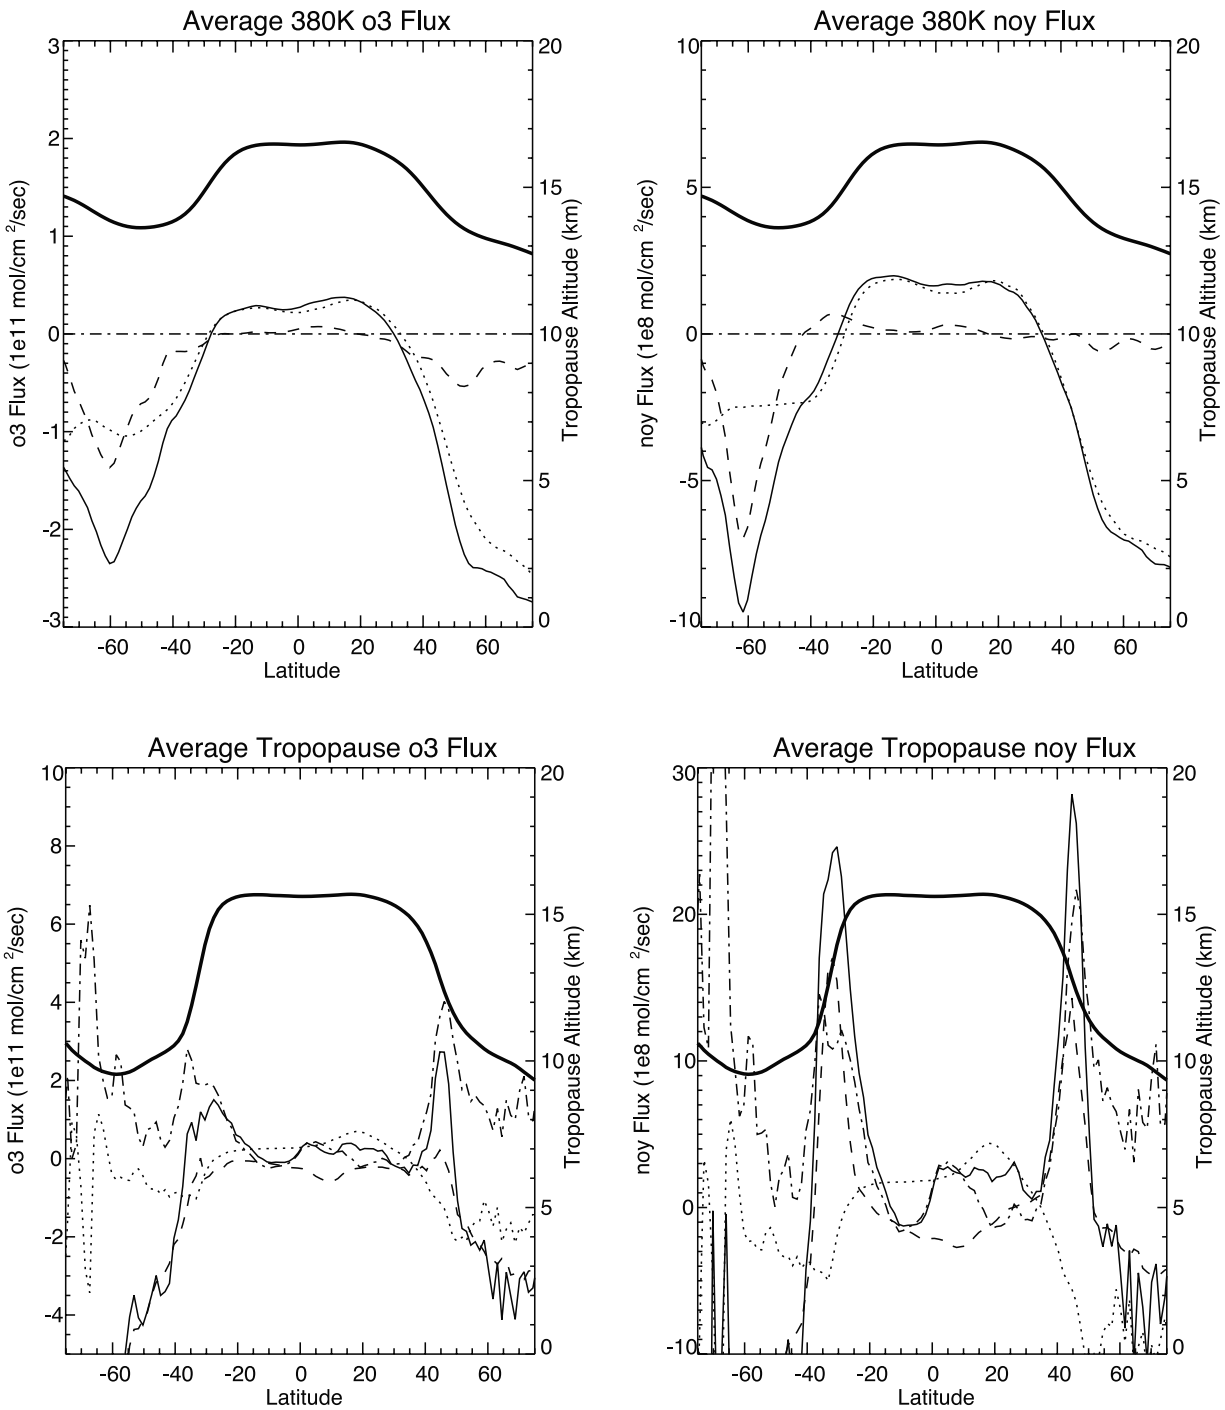 Average 380K o3 Flux
3
2
1
0
-1
-2
-3
20
15
10
5
0
o3 Flux (1e11 mol/cm 2/sec)
Tropopause Altitude (km)
-60 -40 -20 0 20 40 60
Latitude
Average 380K noy Flux
10
5
0
-5
-10
20
15
10
5
0
noy Flux (1e8 mol/cm 2/sec)
Tropopause Altitude (km)
-60 -40 -20 0 20 40 60
Latitude
Average Tropopause o3 Flux
10
8
6
4
2
0
-2
-4
20
15
10
5
0
o3 Flux (1e11 mol/cm 2/sec)
Tropopause Altitude (km)
-60 -40 -20 0 20 40 60
Latitude
Average Tropopause noy Flux
30
20
10
0
-10
20
15
10
5
0
noy Flux (1e8 mol/cm 2/sec)
Tropopause Altitude (km)
-60 -40 -20 0 20 40 60
Latitude